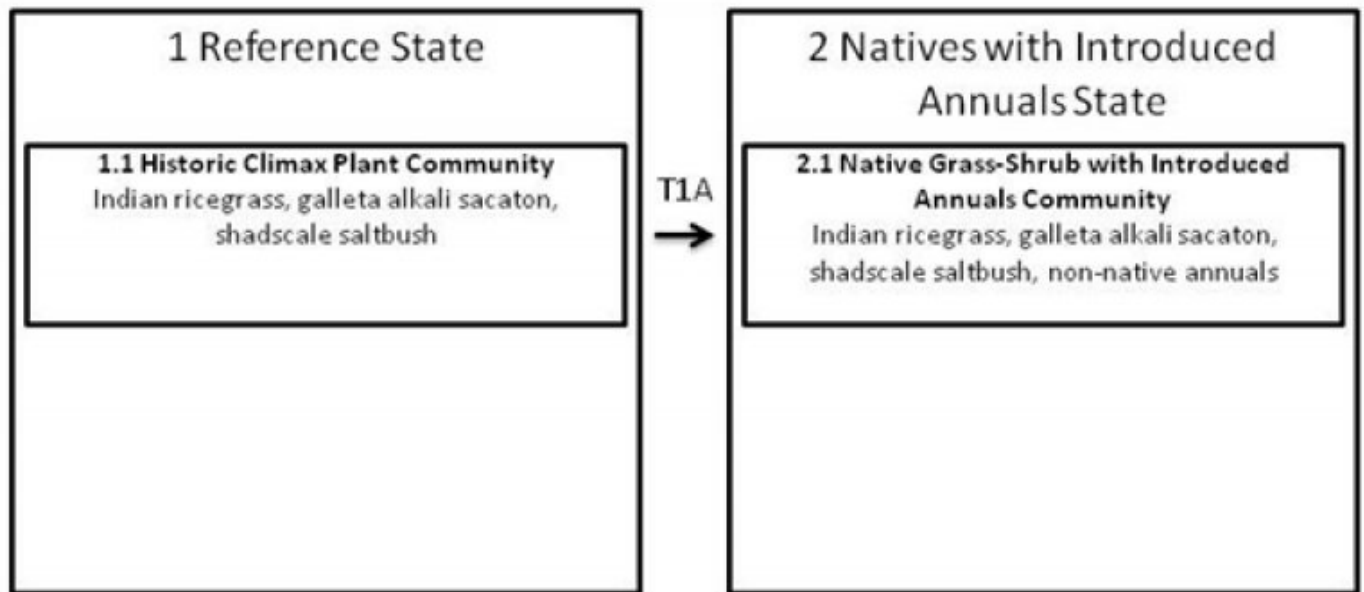 1 Reference State
1.1 Historic Climax Plant Community
Indian ricegrass, galleta alkali sacaton,
shadscale saltbush
T1A
2 Natives with Introduced
Annuals State
2.1 Native Grass-Shrub with Introduced
Annuals Community
Indian ricegrass, galleta alkali sacaton,
shadscale saltbush, non-native annuals